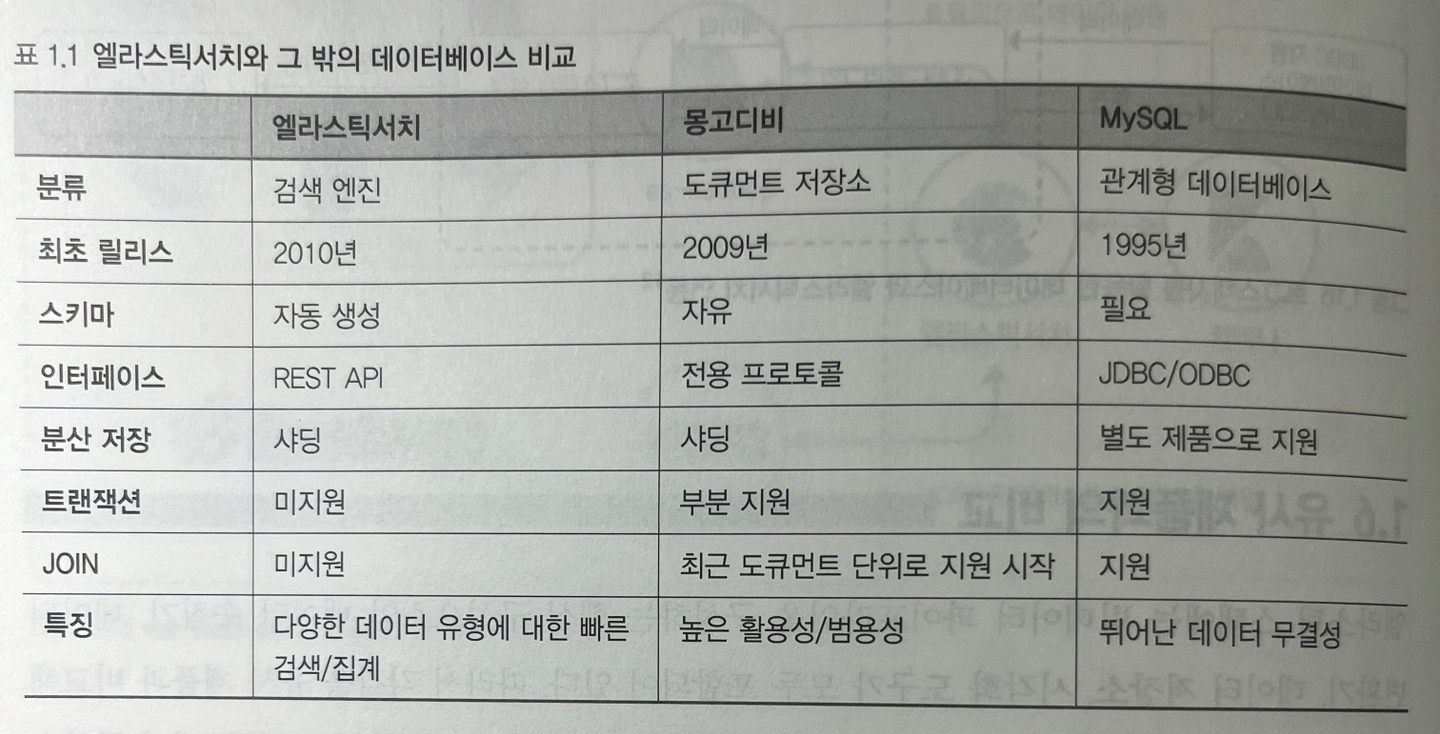 표 1.1 엘라스틱서치와 그 밖의 데이터베이스 비교
엘라스틱서치 몽고디비 MySQL
분류 검색 엔진 도큐먼트 저장소 관계형 데이터베이스
최초 릴리스 2010년 2009년 1995년
스키마 자동 생성 자유 필요
인터페이스 REST API 전용 프로토콜 JDBC/ODBC
분산 저장 샤딩 샤딩 별도 제품으로 지원
트랜잭션 미지원 부분 지원 지원
JOIN 미지원 최근 도큐먼트 단위로 지원 시작 지원
특징 다양한 데이터 유형에 대한 빠른 높은 활용성/범용성 뛰어난 데이터 무결성
검색/집계